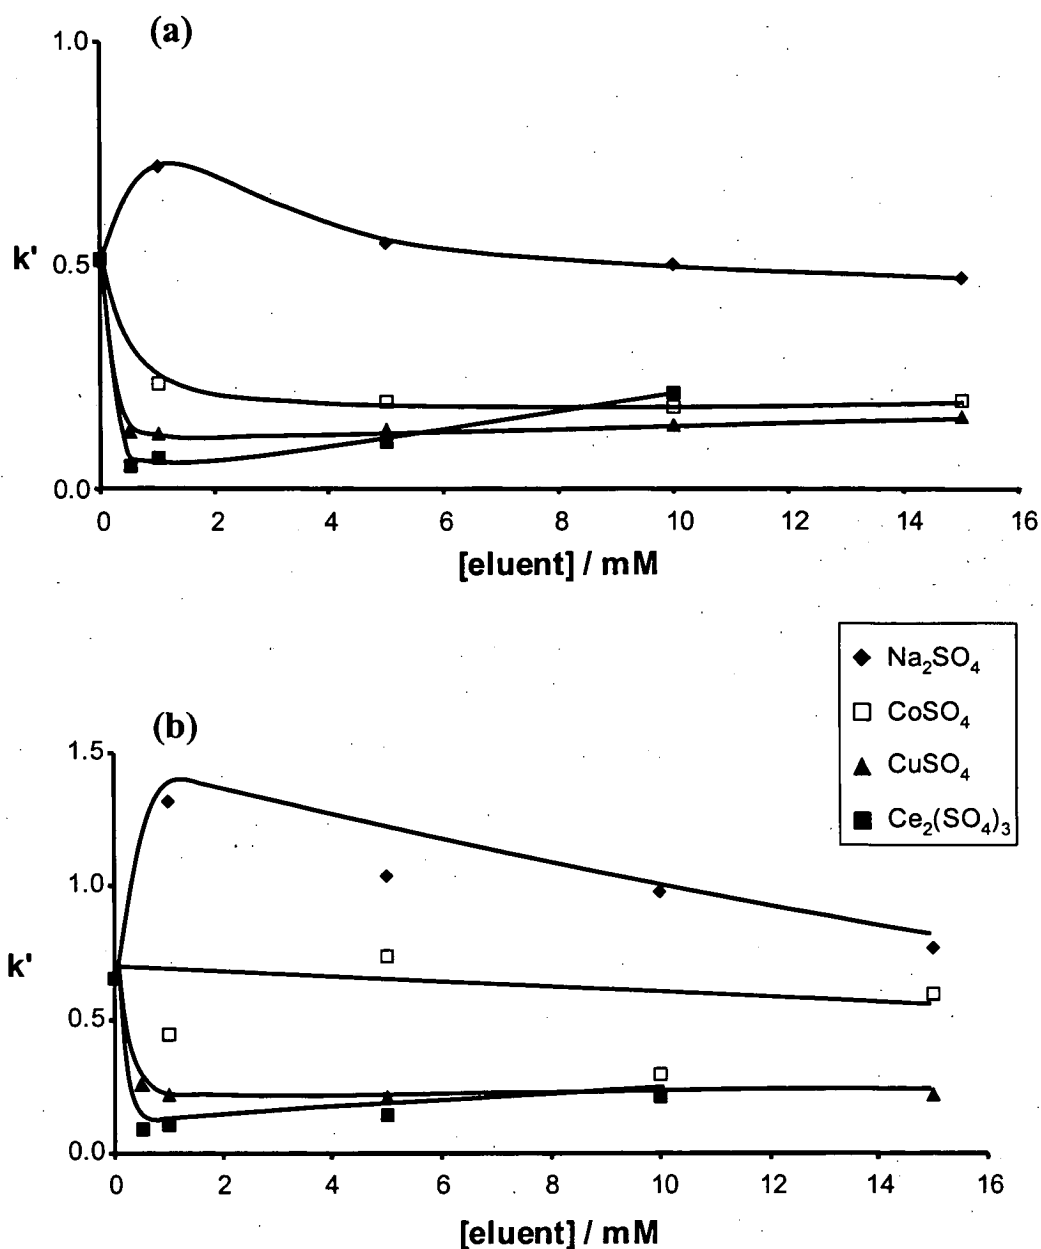 (a)
1.0
0.5
0.0
k'
0 2 4 6 8 10 12 14 16
[eluent] / mM
Na₂SO₄
CoSO₄
CuSO₄
Ce₂(SO₄)₃
(b)
1.5
1.0
0.5
0.0
k'
0 2 4 6 8 10 12 14 16
[eluent] / mM